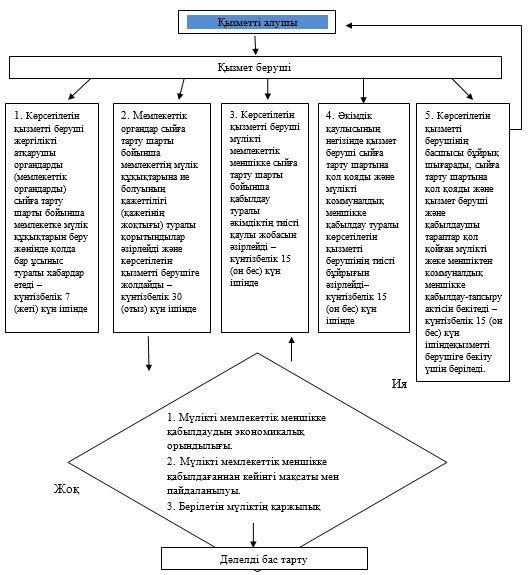 Қызметті алушы
Қызмет беруші
1. Көрсетілетін
қызметті беруші
жергілікті
атқарушы
органдарды
(мемлекеттік
органдарды)
сыйға тарту
шарты бойынша
мемлекетке мүлік
құқықтарын беру
жөнінде қолда
бар ұсыныс
туралы хабардар
етеді –
күнтізбелік 7
(жеті) күн ішінде
2. Мемлекеттік
органдар сыйға
тарту шарты
бойынша
мемлекеттің мүлік
құқықтарына ие
болуының
қажеттілігі
(қажетінің
жоқтығы) туралы
қорытындылар
әзірлейді және
көрсетілетін
қызметті берушіге
жолдайды –
күнтізбелік 30
(отыз) күн ішінде
3. Көрсетілетін
қызметті беруші
мүлікті
мемлекеттік
меншікке сыйға
тарту шарты
бойынша
қабылдау
туралы
әкімдіктің тиісті
қаулы жобасын
әзірлейді –
күнтізбелік 15
(он бес) күн
ішінде
4. Әкімдік
қаулысының
негізінде қызмет
беруші сыйға
тарту шартына
қол қояды және
мүлікті
коммуналдық
меншікке
қабылдау туралы
көрсетілетін
қызметті
берушінің тиісті
бұйрығын
әзірлейді–
күнтізбелік 15
(он бес) күн
ішінде
5. Көрсетілетін
қызметті
берушінің
басшысы бұйрық
шығарады, сыйға
тарту шартына
қол қояды және
қызмет беруші
және
қабылдаушы
тараптар қол
қойған мүлікті
жеке меншіктен
коммуналдық
меншікке
қабылдау-тапсыру
актісін бекітеді –
күнтізбелік 15 (он
бес) күн
ішіндеқызметті
берушіге бекіту
үшін беріледі.
Ия
1. Мүлікті мемлекеттік меншікке
қабылдаудың экономикалық
орындылығы.
2. Мүлікті мемлекеттік меншікке
қабылдағаннан кейінгі мақсаты мен
пайдаланылуы.
3. Берілетін мүліктің қаржылық
Жоқ
Дәлелді бас тарту